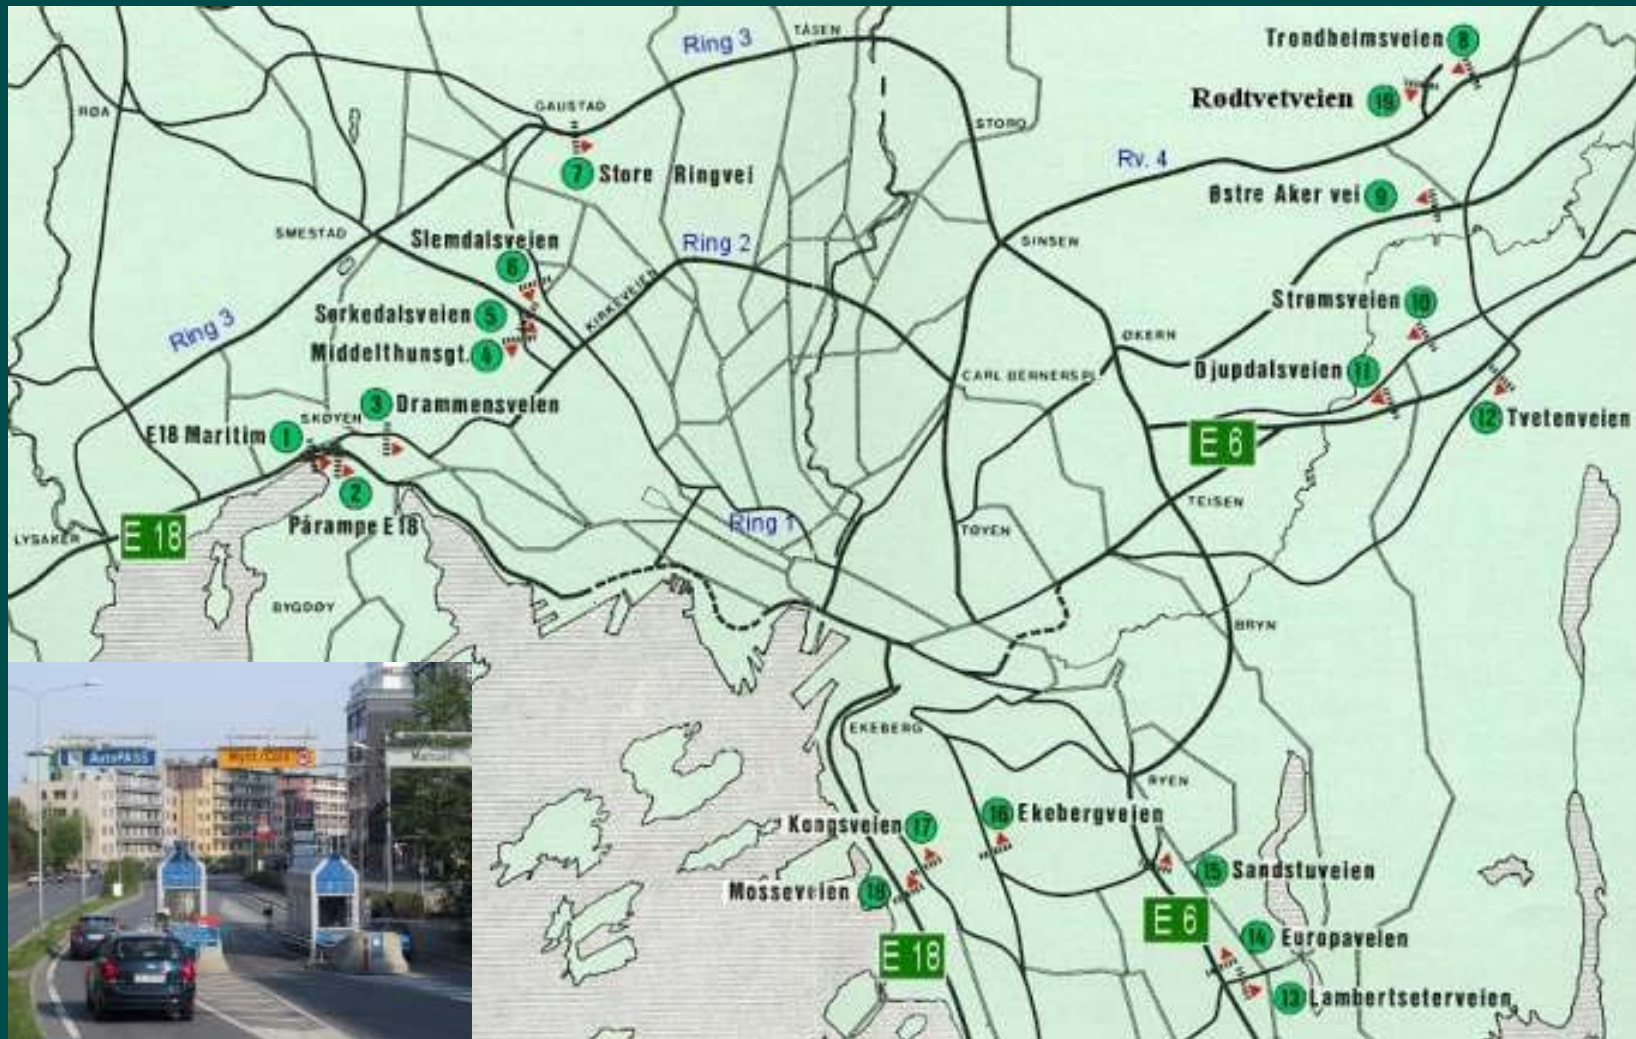 TÅSEN
Ring 3
Trondheimsveien 8
Rødtvetveien 19
RØA
GAUSTAD
STORO
7 Store Ringvei
Rv. 4
Østre Aker vei 9
SMESTAD
Slemdalsveien
6
Ring 2
SINSEN
Sørkedalsveien 5
KIRKEVEIEN
Strømsveien 10
Ring 3
Middelthunsgt. 4
ØKERN
Djupdalsveien 11
CARL BERNERS PL.
3 Drammensveien
SKØYEN
12 Tvetenveien
E18 Maritim 1
E 6
2
Pårampe E18
E 18
LYSAKER
Ring 1
TØYEN
TEISEN
BYGDØY
BRYN
EKEBERG
RYEN
AutoPASS
Mynt/Coin
Manuell
16 Ekebergveien
Kongsveien 17
Mosseveien 18
15 Sandstuveien
E 6
14 Europaveien
E 18
13 Lambertseterveien